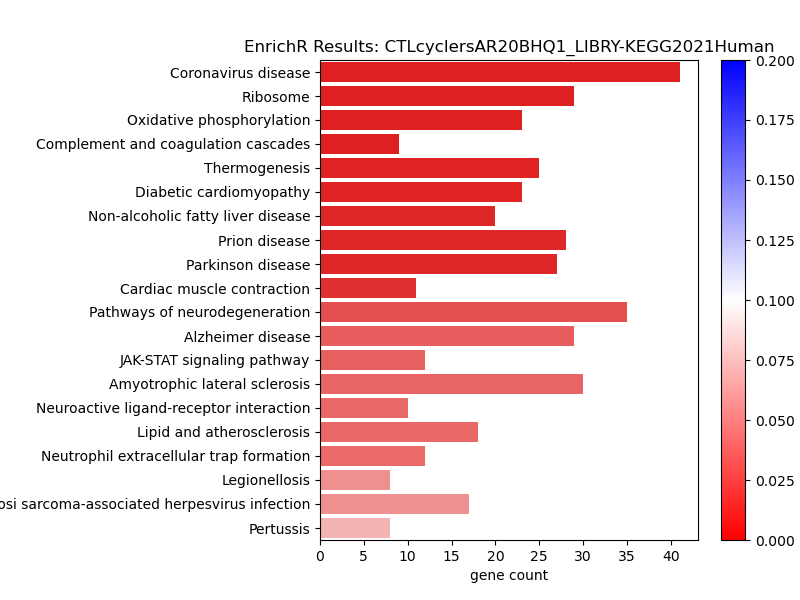 EnrichR Results: CTLcyclersAR20BHQ1_LIBRY-KEGG2021Human
Coronavirus disease
Ribosome
Oxidative phosphorylation
Complement and coagulation cascades
Thermogenesis
Diabetic cardiomyopathy
Non-alcoholic fatty liver disease
Prion disease
Parkinson disease
Cardiac muscle contraction
Pathways of neurodegeneration
Alzheimer disease
JAK-STAT signaling pathway
Amyotrophic lateral sclerosis
Neuroactive ligand-receptor interaction
Lipid and atherosclerosis
Neutrophil extracellular trap formation
Legionellosis
osi sarcoma-associated herpesvirus infection
Pertussis
0 5 10 15 20 25 30 35 40
gene count
0.200
0.175
0.150
0.125
0.100
0.075
0.050
0.025
0.000